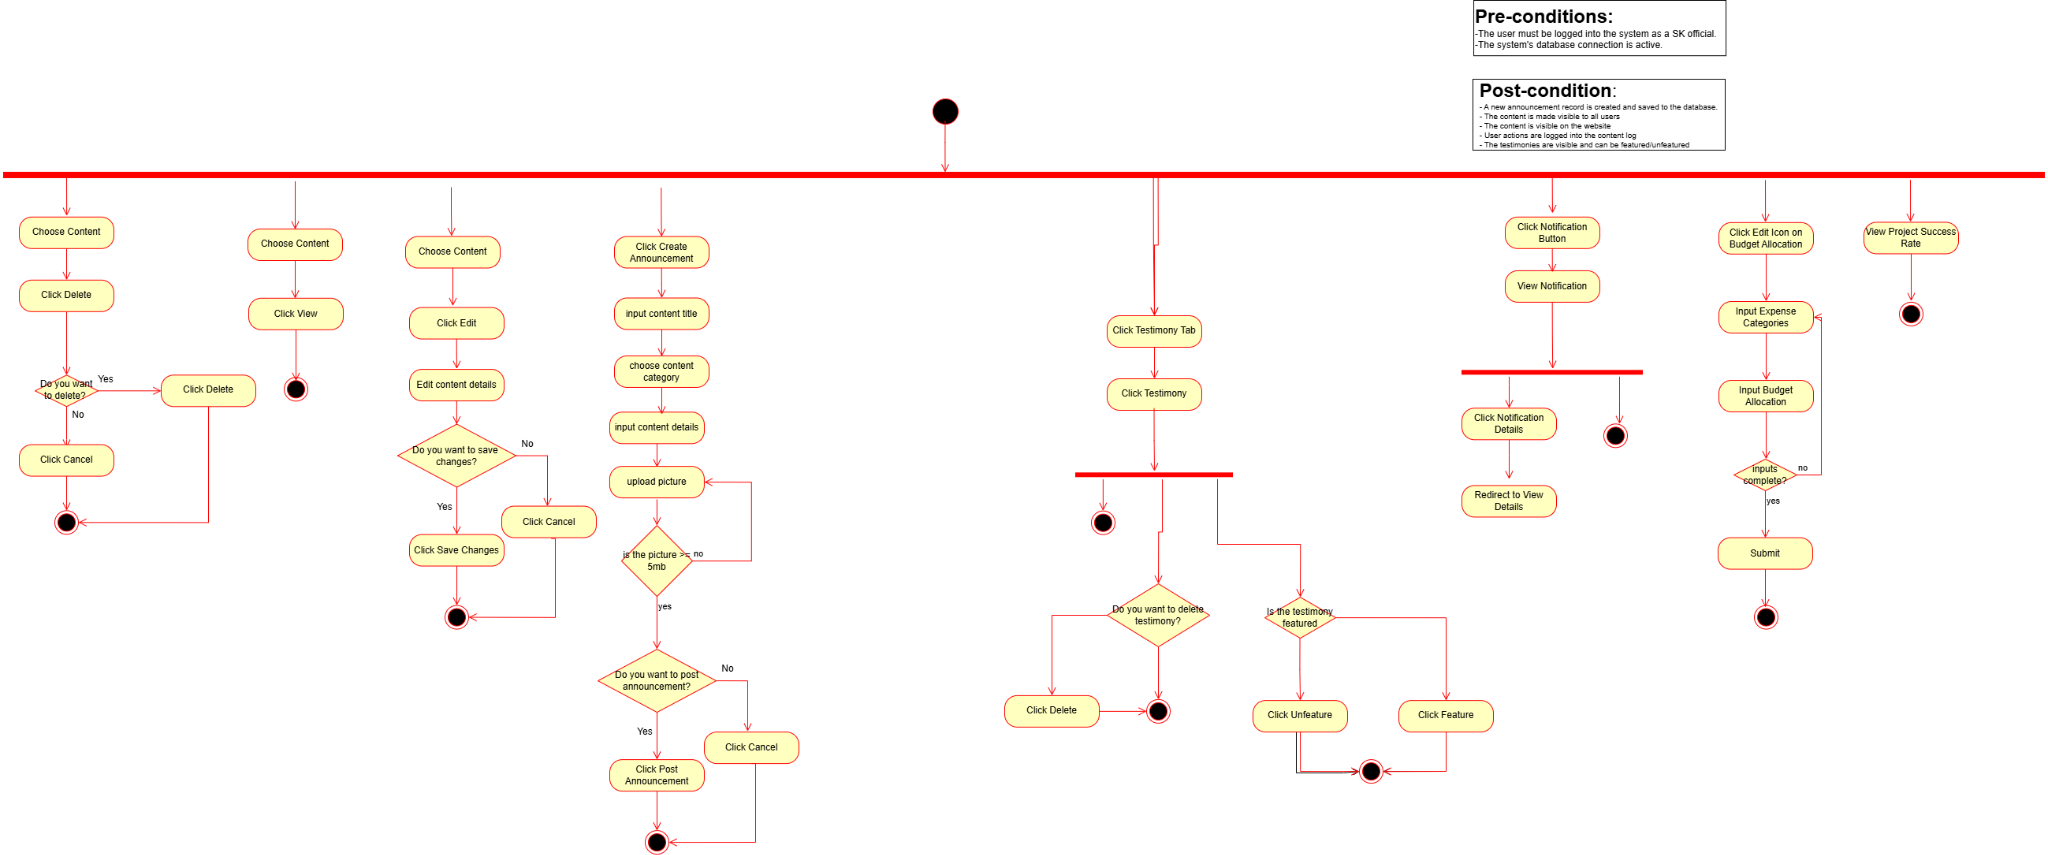 Pre-conditions:
-The user must be logged into the system as a SK official.
-The system's database connection is active.
Post-condition:
- A new announcement record is created and saved to the database.
- The content is made visible to all users
- The content is visible on the website
- User actions are logged into the content log
- The testimonies are visible and can be featured/unfeatured
Choose Content
Click Delete
Do you want
to delete?
Yes
Click Delete
No
Click Cancel
Choose Content
Click View
Choose Content
Click Edit
Edit content details
Do you want to save
changes?
No
Yes
Click Cancel
Click Save Changes
Click Create
Announcement
input content title
choose content
category
input content details
upload picture
is the picture >=
5mb
no
yes
Do you want to post
announcement?
No
Yes
Click Cancel
Click Post
Announcement
Click Testimony Tab
Click Testimony
Do you want to delete
testimony?
Click Delete
Is the testimony
featured
Click Unfeature
Click Feature
Click Notification
Button
View Notification
Click Notification
Details
Redirect to View
Details
Click Edit Icon on
Budget Allocation
Input Expense
Categories
Input Budget
Allocation
inputs
complete?
no
yes
Submit
View Project Success
Rate